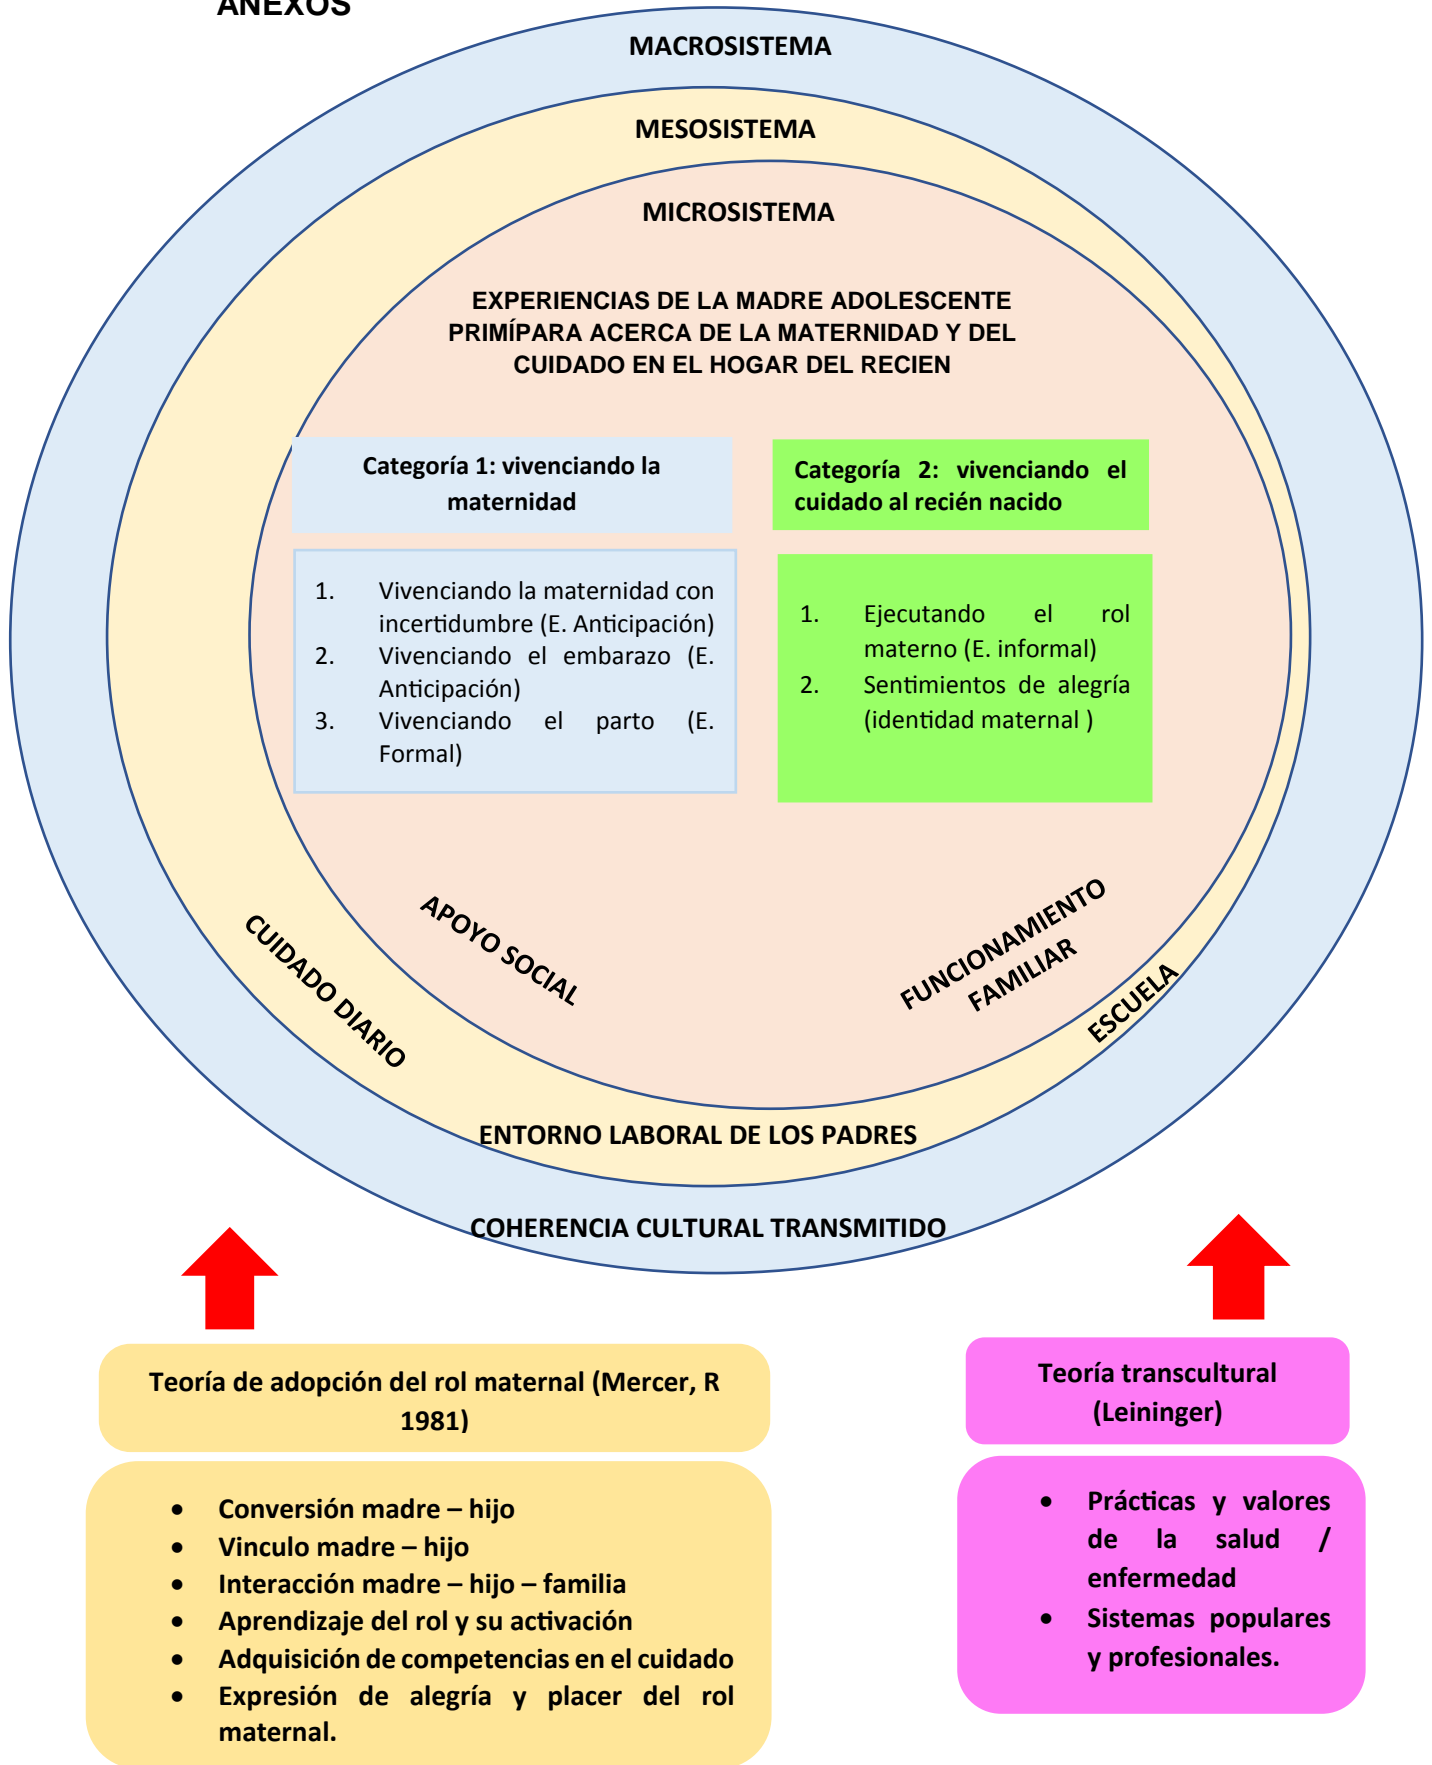 ANEXOS
MACROSISTEMA
MESOSISTEMA
MICROSISTEMA
EXPERIENCIAS DE LA MADRE ADOLESCENTE
PRIMÍPARA ACERCA DE LA MATERNIDAD Y DEL
CUIDADO EN EL HOGAR DEL RECIEN
Categoría 1: vivenciando la
maternidad
1. Vivenciando la maternidad con
incertidumbre (E. Anticipación)
2. Vivenciando el embarazo (E.
Anticipación)
3. Vivenciando el parto (E.
Formal)
Categoría 2: vivenciando el
cuidado al recién nacido
1. Ejecutando el rol
materno (E. informal)
2. Sentimientos de alegría
(identidad maternal )
APOYO SOCIAL
FUNCIONAMIENTO
FAMILIAR
CUIDADO DIARIO
ESCUELA
ENTORNO LABORAL DE LOS PADRES
COHERENCIA CULTURAL TRANSMITIDO
Teoría de adopción del rol maternal (Mercer, R
1981)
• Conversión madre – hijo
• Vinculo madre – hijo
• Interacción madre – hijo – familia
• Aprendizaje del rol y su activación
• Adquisición de competencias en el cuidado
• Expresión de alegría y placer del rol
maternal.
Teoría transcultural
(Leininger)
• Prácticas y valores
de la salud /
enfermedad
• Sistemas populares
y profesionales.